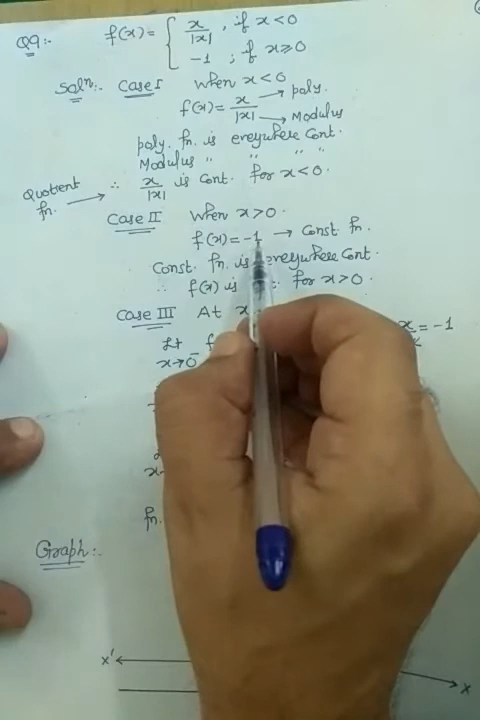 Q9:- f(x) = { x/|x| , if x < 0
-1 ; if x ≥ 0
Solⁿ:- Case I When x < 0
f(x) = x/|x| → poly.
→ Modulus
poly. fn. is everywhere Cont.
Modulus " " " "
Quotient fn. → ∴ x/|x| is Cont. for x < 0.
Case II When x > 0.
f(x) = -1 → Const. fn.
Const. fn. is everywhere Cont.
∴ f(x) is for x > 0.
Case III At x
Lt f x/x = -1
x→0⁻
fn.
Graph:-
X'
X